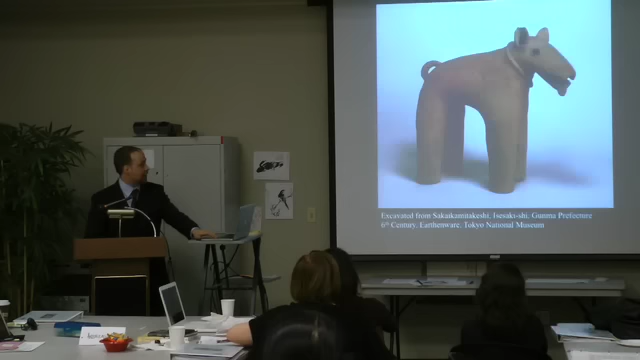 Excavated from Sakaikamitakeshi, Isesaki-shi, Gunma Prefecture
6th Century, Earthenware, Tokyo National Museum